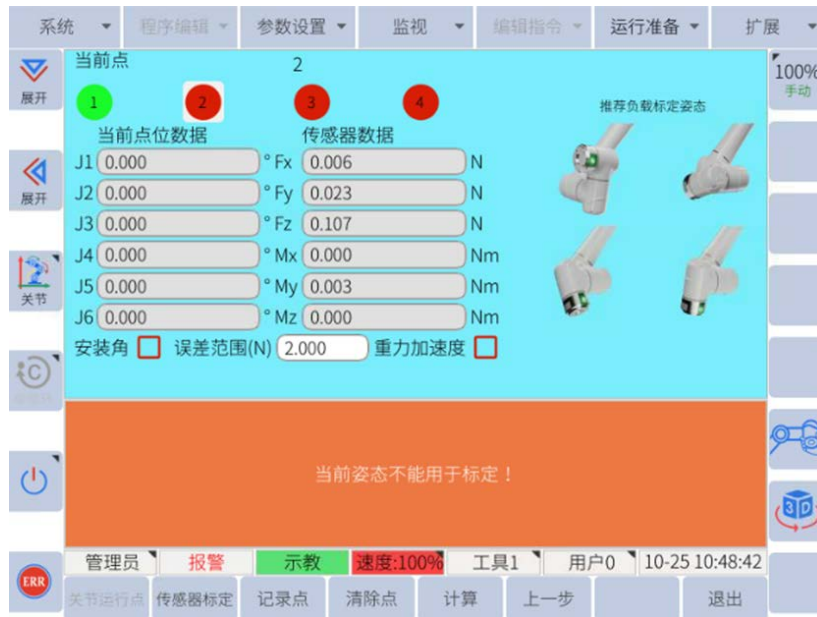 系统 程序编辑 参数设置 监视 编辑指令 运行准备 扩展
展开
展开
关节
当前点 2
1 2 3 4
当前点位数据 传感器数据
J1 0.000 ° Fx 0.006 N
J2 0.000 ° Fy 0.023 N
J3 0.000 ° Fz 0.107 N
J4 0.000 ° Mx 0.000 Nm
J5 0.000 ° My 0.003 Nm
J6 0.000 ° Mz 0.000 Nm
安装角 误差范围(N) 2.000 重力加速度
推荐负载标定姿态
100%
手动
3D
C
当前姿态不能用于标定！
ERR
管理员 报警 示教 速度:100% 工具1 用户0 10-25 10:48:42
关节运行点 传感器标定 记录点 清除点 计算 上一步 退出